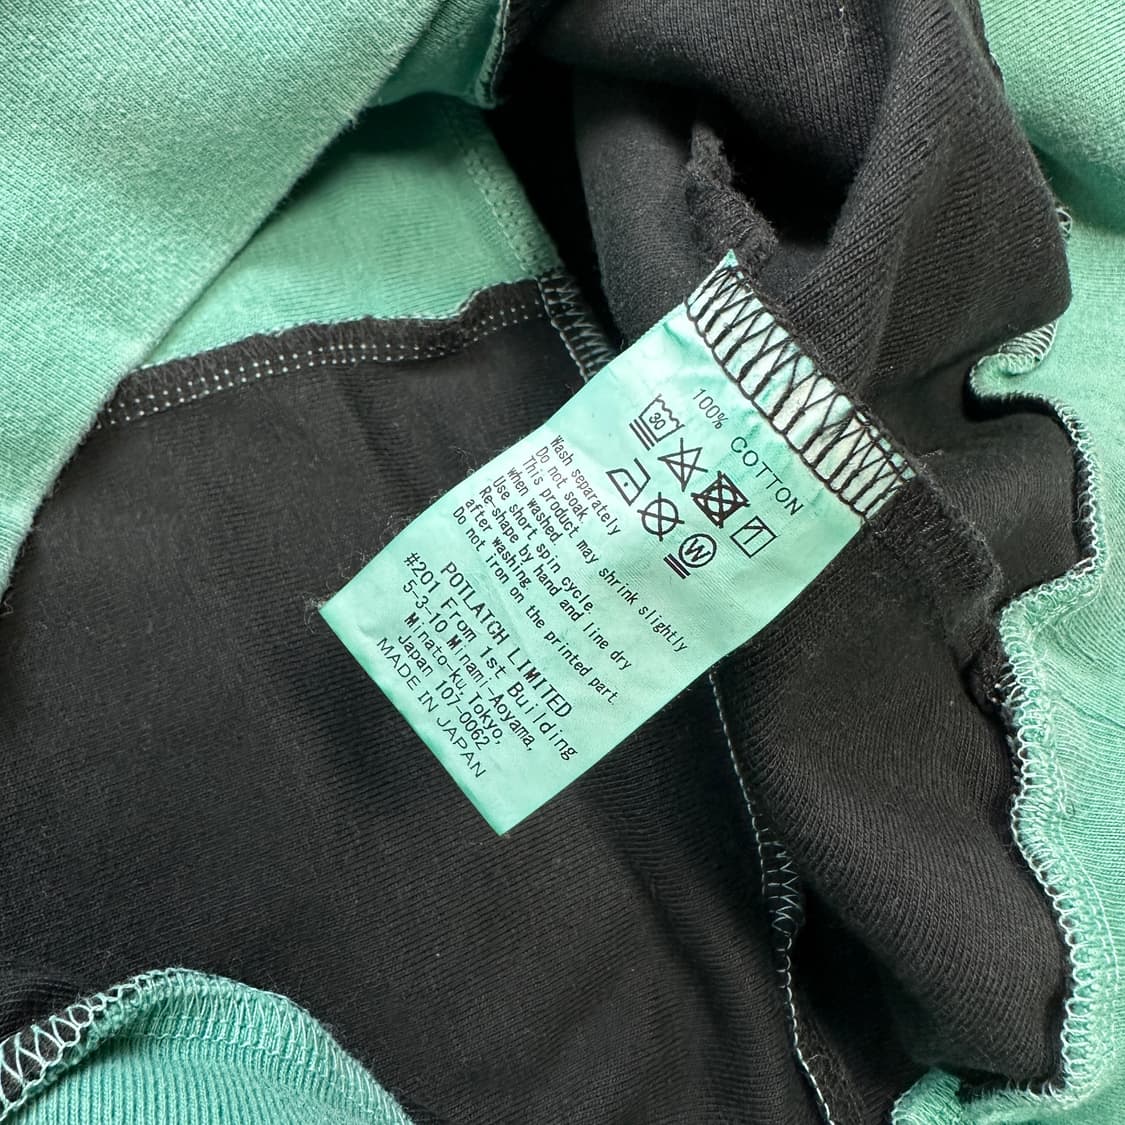 100% COTTON
30
W
Wash separately
Do not soak.
This product may shrink slightly
when washed.
Use short spin cycle.
Re-shape by hand and line dry
after washing.
Do not iron on the printed part.
POTLATCH LIMITED
#201 From 1st Building
5-3-10 Minami-Aoyama,
Minato-ku, Tokyo,
Japan 107-0062
MADE IN JAPAN